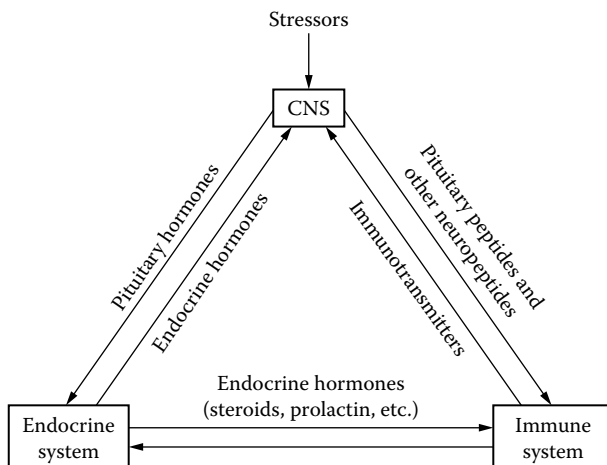 Stressors
CNS
Pituitary hormones
Endocrine hormones
Immunotransmitters
Pituitary peptides and
other neuropeptides
Endocrine hormones
(steroids, prolactin, etc.)
Endocrine
system
Immune
system